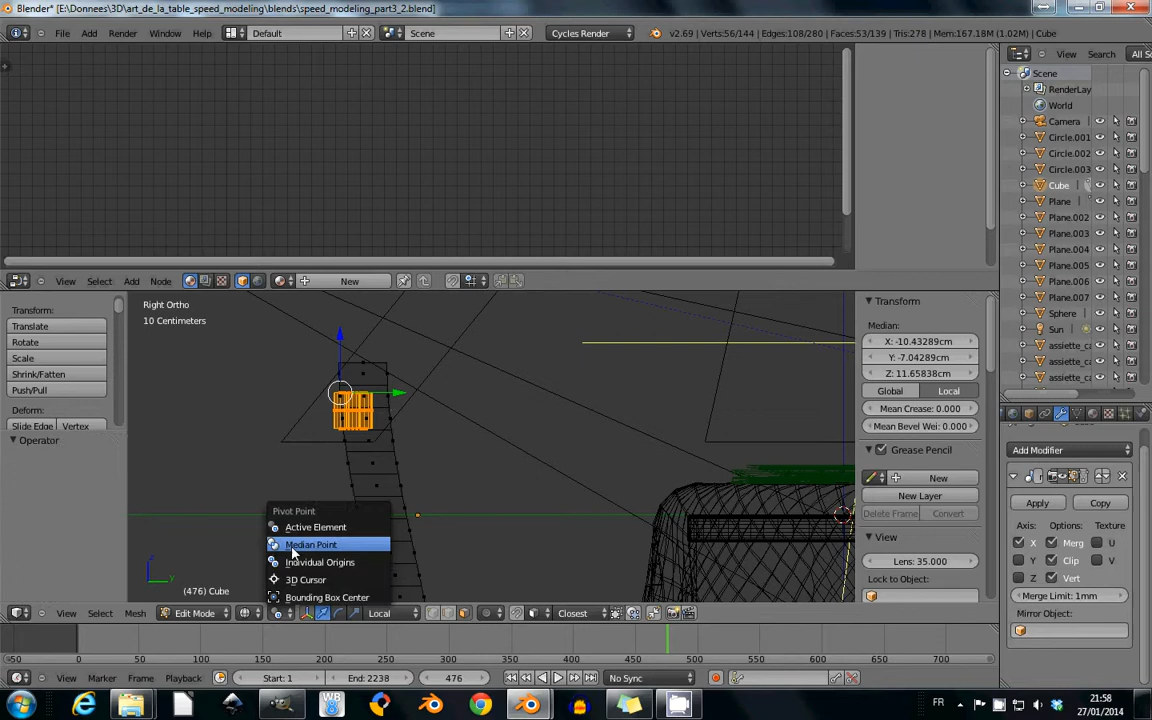 Blender* [E:\Donnees\3D\art_de_la_table_speed_modeling\blends\speed_modeling_part3_2.blend]
File Add Render Window Help Default Scene Cycles Render v2.69 | Verts:56/144 | Edges:108/280 | Faces:53/139 | Tris:278 | Mem:167.18M (1.02M) | Cube
View Search All S
Scene
RenderLay
World
Camera
Circle.001
Circle.002
Circle.003
Cube
Plane
Plane.002
Plane.003
Plane.004
Plane.005
Plane.006
Plane.007
Sphere
Sun
assiette_ca
assiette_ca
View Select Add Node New
Transform:
Translate
Rotate
Scale
Shrink/Fatten
Push/Pull
Deform:
Slide Edge Vertex
Operator
Right Ortho
10 Centimeters
Pivot Point
Active Element
Median Point
Individual Origins
3D Cursor
Bounding Box Center
z
y
(476) Cube
Transform
Median:
X: -10.43289cm
Y: -7.04289cm
Z: 11.65838cm
Global Local
Mean Crease: 0.000
Mean Bevel Wei: 0.000
Grease Pencil
New
New Layer
Delete Frame Convert
View
Lens: 35.000
Lock to Object:
Add Modifier
Apply Copy
Axis: Options: Texture
X Merg U
Y Clip V
Z Vert
Merge Limit: 1mm
Mirror Object:
View Select Mesh Edit Mode Local Closest
-50 0 50 100 150 200 250 300 350 400 450 500 550 600 650 700
View Marker Frame Playback Start: 1 End: 2238 476 No Sync
FR 21:58
27/01/2014